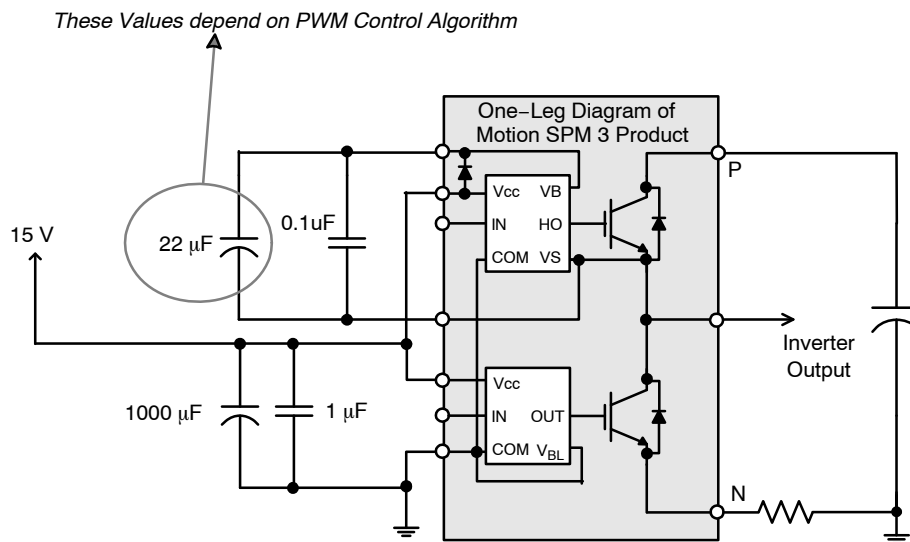 These Values depend on PWM Control Algorithm
One−Leg Diagram of
Motion SPM 3 Product
P
Vcc
VB
15 V
22 μF
0.1uF
IN
HO
COM
VS
Inverter
Output
Vcc
1000 μF
1 μF
IN
OUT
COM
VBL
N